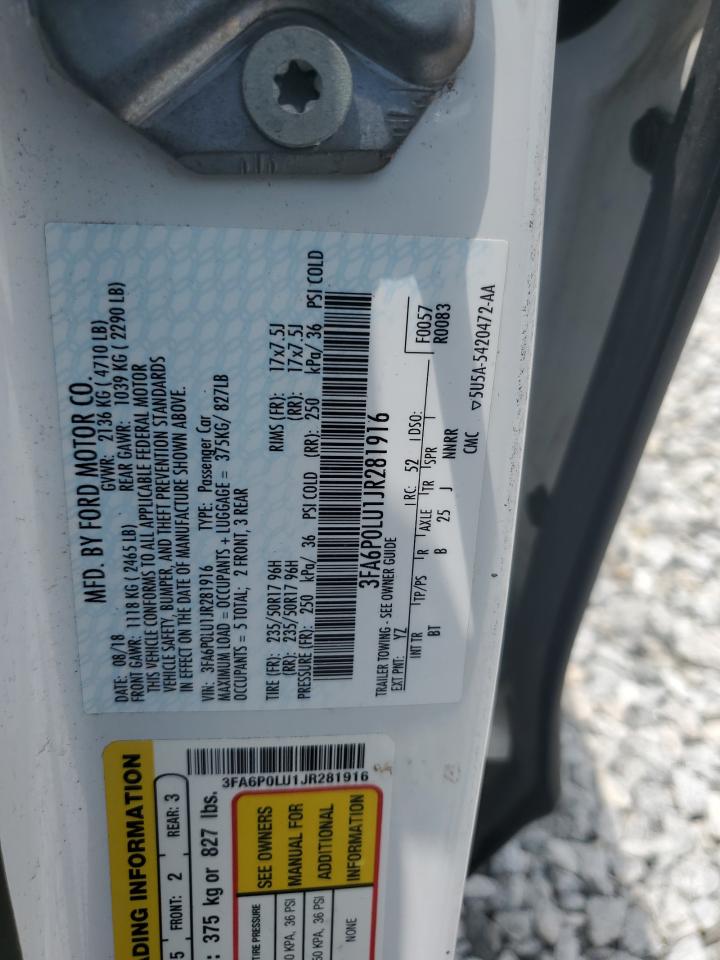 MFD. BY FORD MOTOR CO.
DATE: 08/18 GVWR: 2136 KG ( 4710 LB)
FRONT GAWR: 1118 KG ( 2465 LB) REAR GAWR: 1039 KG ( 2290 LB)
THIS VEHICLE CONFORMS TO ALL APPLICABLE FEDERAL MOTOR
VEHICLE SAFETY, BUMPER, AND THEFT PREVENTION STANDARDS
IN EFFECT ON THE DATE OF MANUFACTURE SHOWN ABOVE.
VIN: 3FA6P0LU1JR281916 TYPE: Passenger Car
MAXIMUM LOAD = OCCUPANTS + LUGGAGE = 375KG/ 827LB
OCCUPANTS = 5 TOTAL; 2 FRONT, 3 REAR
TIRE (FR): 235/50R17 96H RIMS (FR): 17x7.5J
(RR): 235/50R17 96H (RR): 17x7.5J
PRESSURE (FR): 250 kPa/ 36 PSI COLD (RR): 250 kPa/ 36 PSI COLD
3FA6P0LU1JR281916
TRAILER TOWING - SEE OWNER GUIDE F0057
EXT PNT: YZ RC: 52 DSO: R0083
INT TR TP/PS R AXLE TR SPR
BT B 25 J NNRR
CMC ▽5U5A-5420472-AA
ADING INFORMATION
5 FRONT: 2 REAR: 3
: 375 kg or 827 lbs.
3FA6P0LU1JR281916
TIRE PRESSURE
0 KPA, 36 PSI
50 KPA, 36 PSI
NONE
SEE OWNERS
MANUAL FOR
ADDITIONAL
INFORMATION